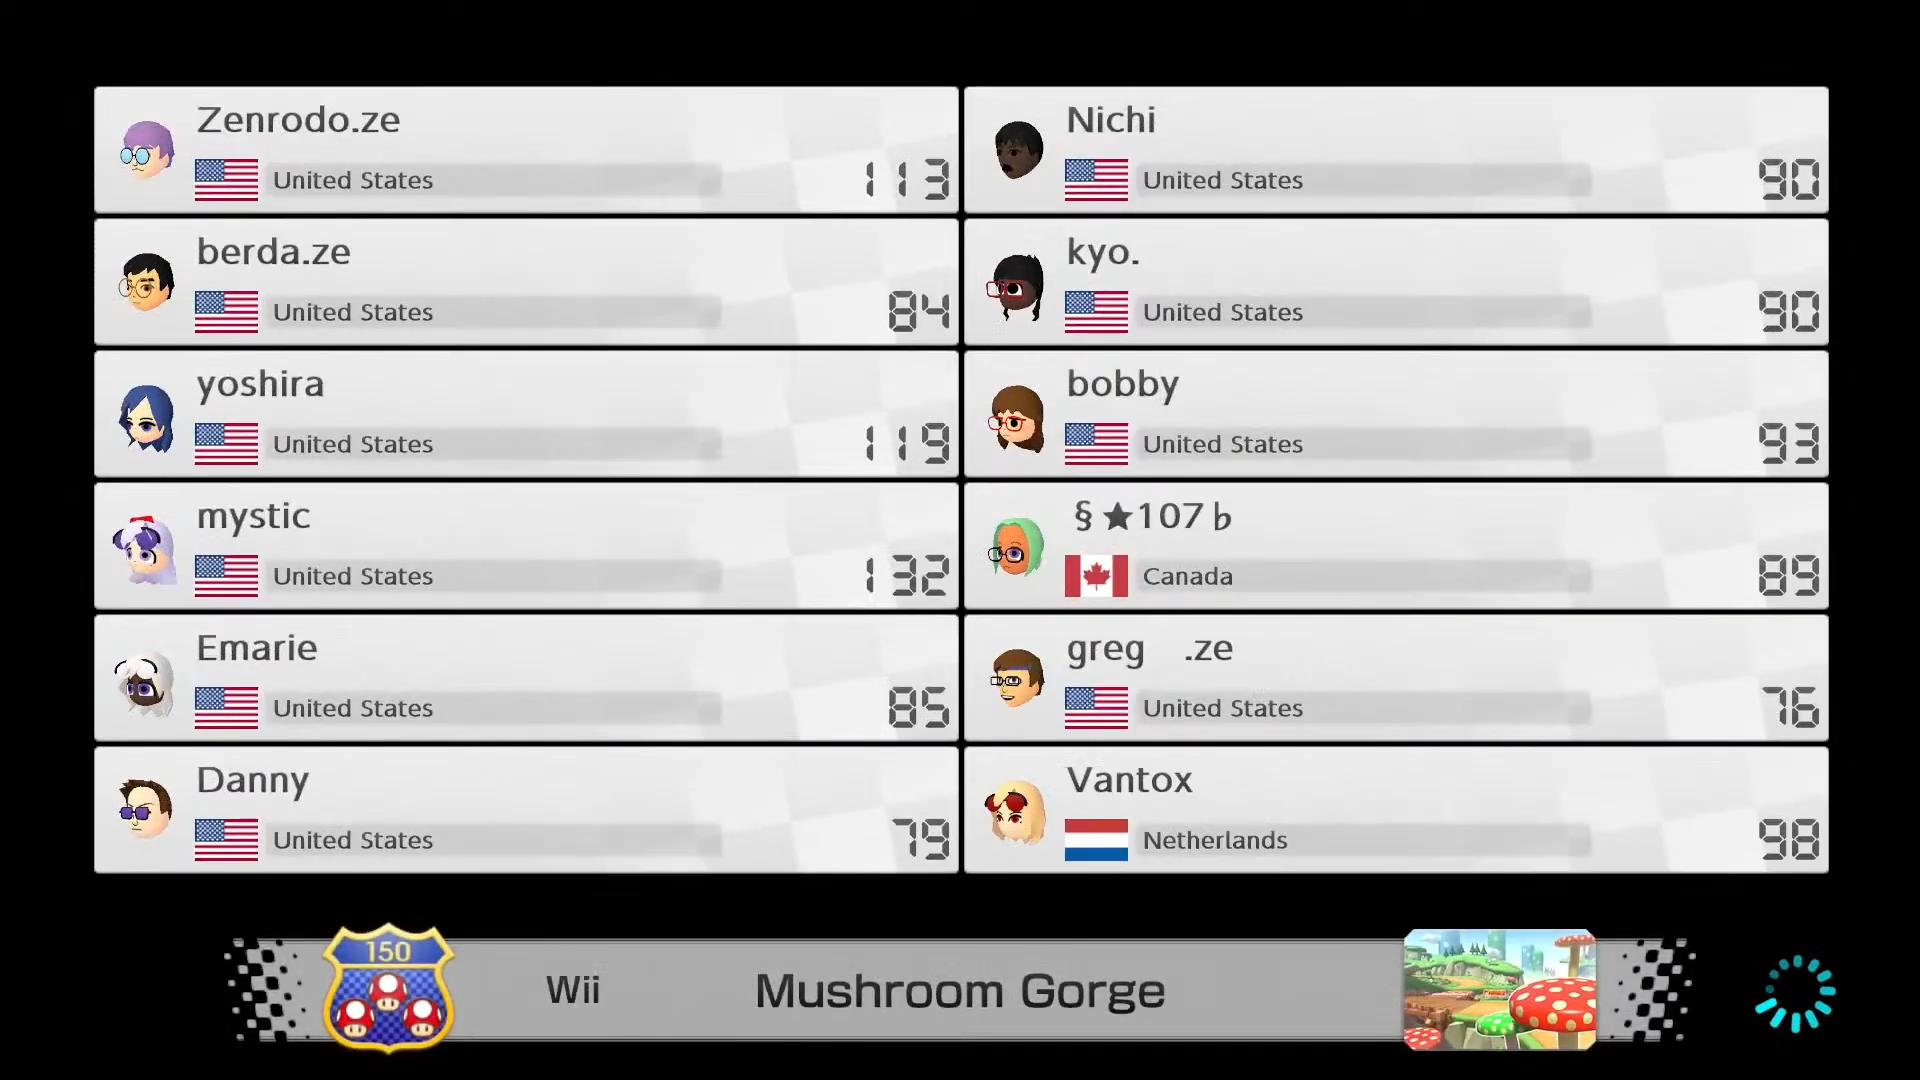 Zenrodo.ze
United States 113
Nichi
United States 90
berda.ze
United States 84
kyo.
United States 90
yoshira
United States 119
bobby
United States 93
mystic
United States 132
§★107♭
Canada 89
Emarie
United States 85
greg　.ze
United States 76
Danny
United States 79
Vantox
Netherlands 98
150 Wii Mushroom Gorge